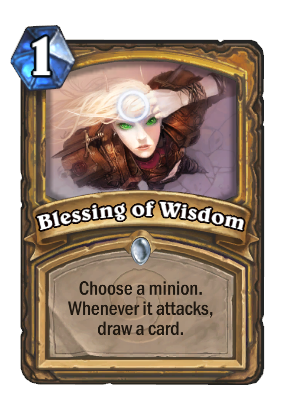 1
Blessing of Wisdom
Choose a minion.
Whenever it attacks,
draw a card.